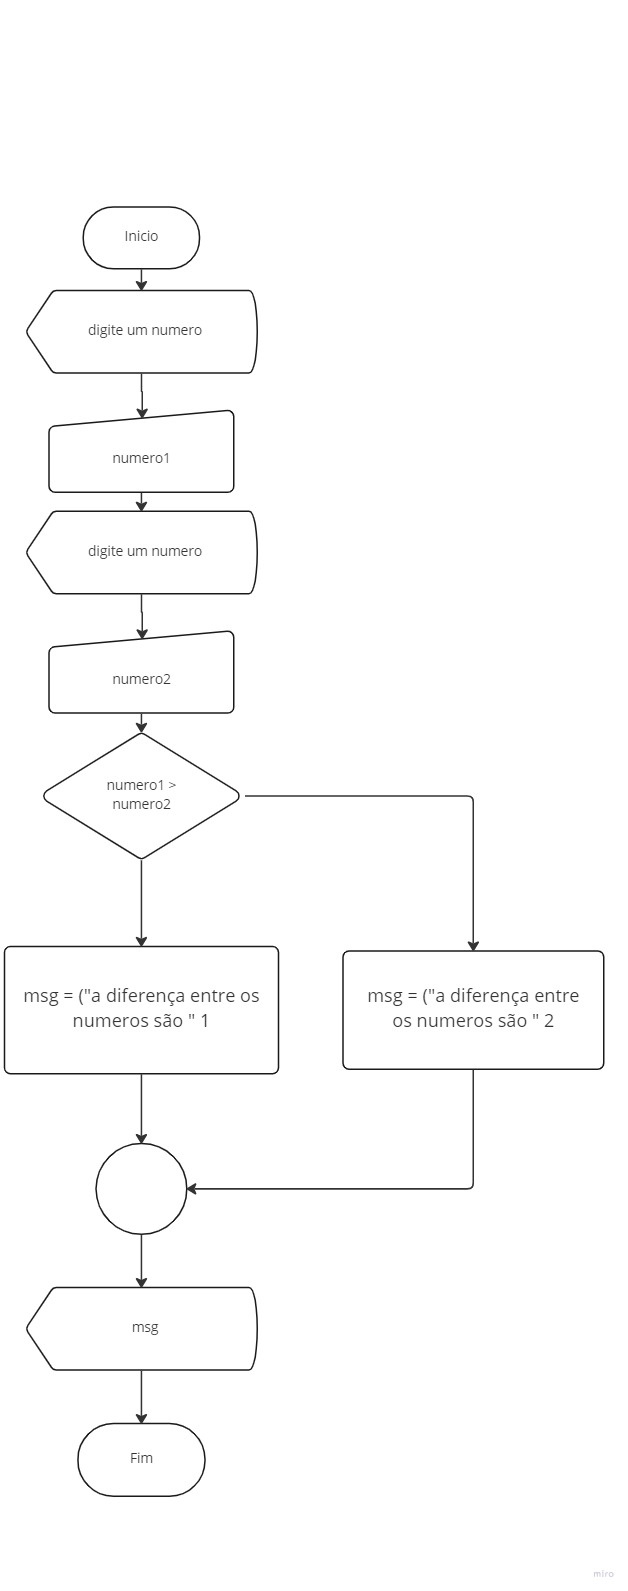 Inicio
digite um numero
numero1
digite um numero
numero2
numero1 >
numero2
msg = ("a diferença entre os
numeros são " 1
msg = ("a diferença entre
os numeros são " 2
msg
Fim
miro